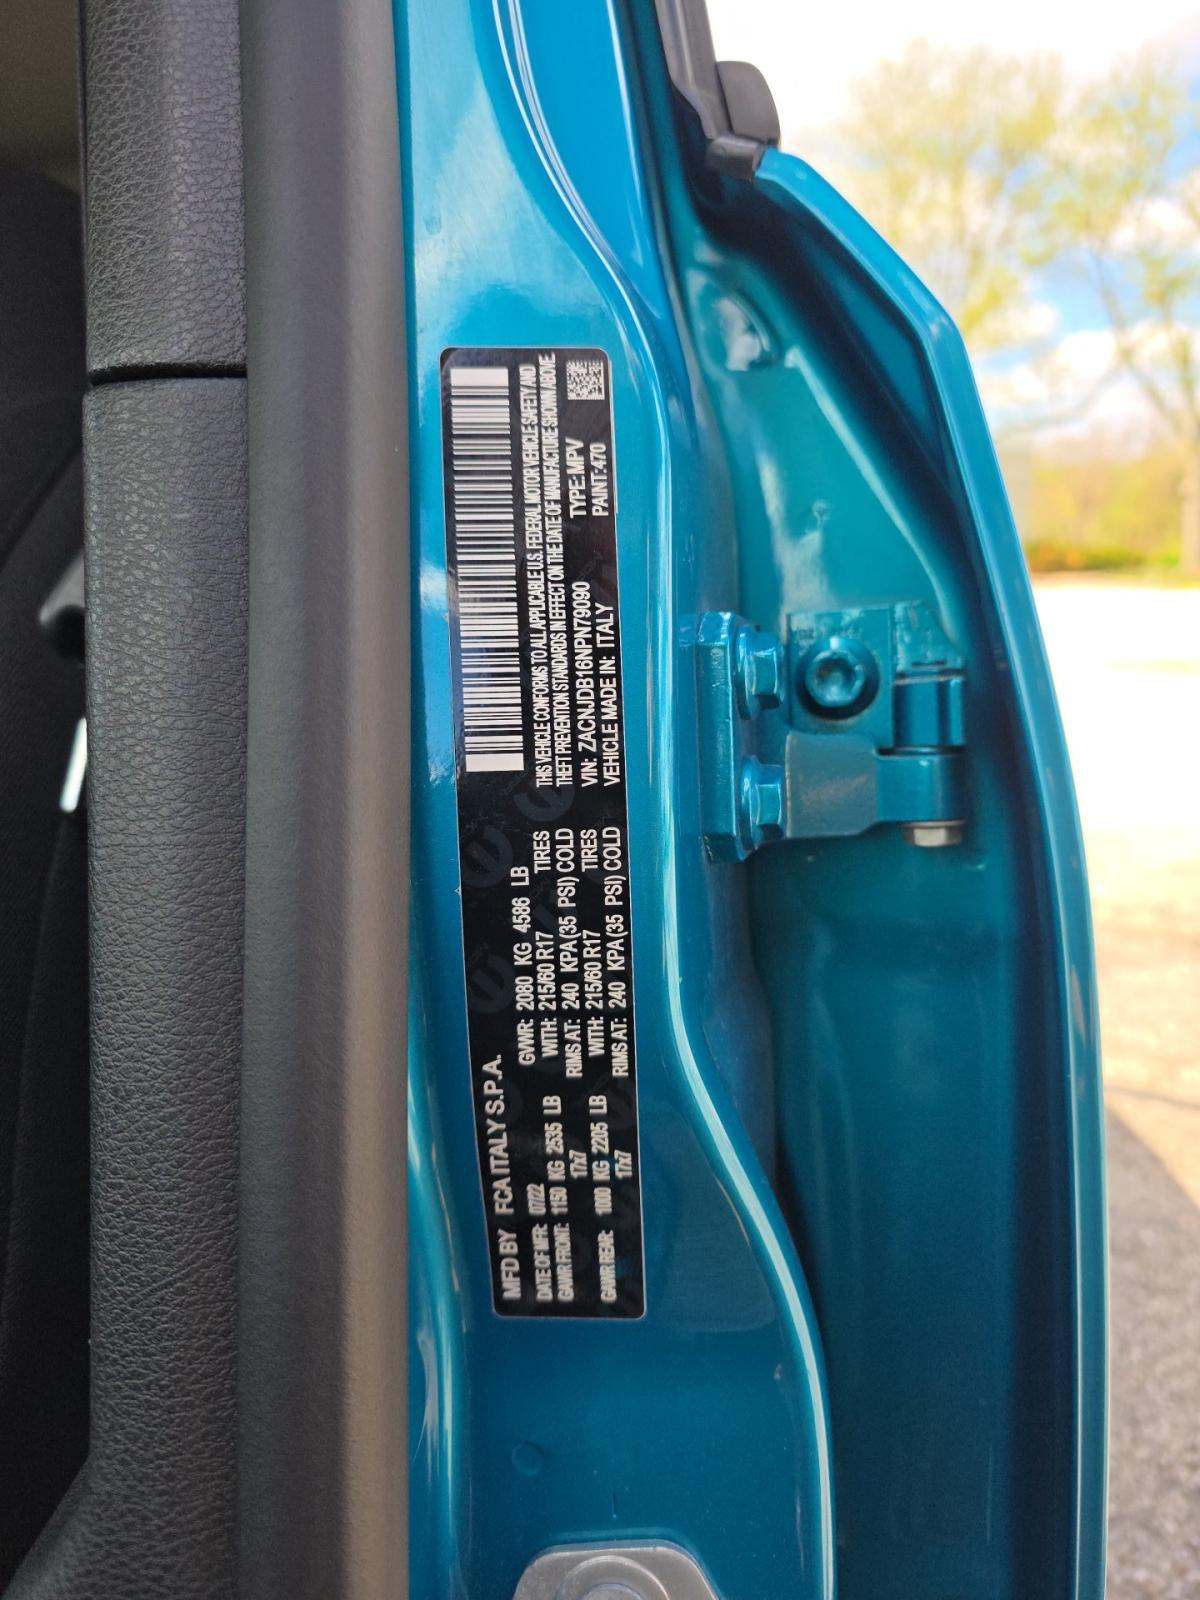 MFD BY FCA ITALY S.P.A.
DATE OF MFR: 07/22 GVWR: 2080 KG 4586 LB
GAWR FRONT: 1150 KG 2535 LB WITH: 215/60 R17 TIRES
17x7 RIMS AT: 240 KPA(35 PSI) COLD
GAWR REAR: 1000 KG 2205 LB WITH: 215/60 R17 TIRES
17x7 RIMS AT: 240 KPA(35 PSI) COLD
THIS VEHICLE CONFORMS TO ALL APPLICABLE U.S. FEDERAL MOTOR VEHICLE SAFETY AND
THEFT PREVENTION STANDARDS IN EFFECT ON THE DATE OF MANUFACTURE SHOWN ABOVE.
VIN: ZACNJDB16NPN79090 TYPE:MPV
VEHICLE MADE IN: ITALY PAINT:470